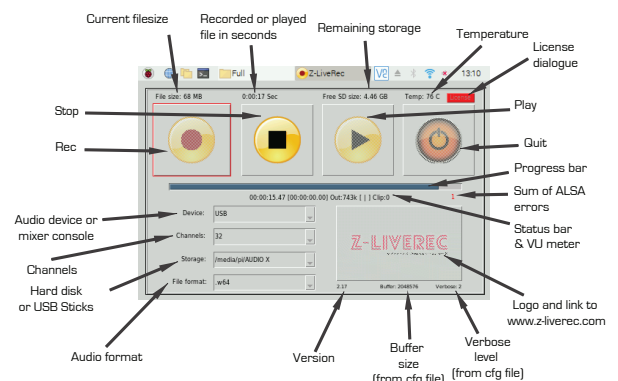 Current filesize
Recorded or played
file in seconds
Remaining storage
Temperature
License
dialogue
Full
Z-LiveRec
V2
13:10
File size: 68 MB
0:00:17 Sec
Free SD size: 4.46 GB
Temp: 76 C
Stop
Play
Rec
Quit
Progress bar
00:00:15.47 [00:00:00.00] Out:743k [ | ] Clip:0
1
Sum of ALSA
errors
Audio device or
mixer console
Device:
USB
Status bar
& VU meter
Channels:
32
Z-LIVEREC
Channels
Storage:
/media/pi/AUDIO X
Hard disk
or USB Sticks
File format:
.w64
2.17
Buffer: 2048576
Verbose: 2
Logo and link to
www.z-liverec.com
Audio format
Version
Buffer
size
(from cfg file)
Verbose
level
(from cfg file)